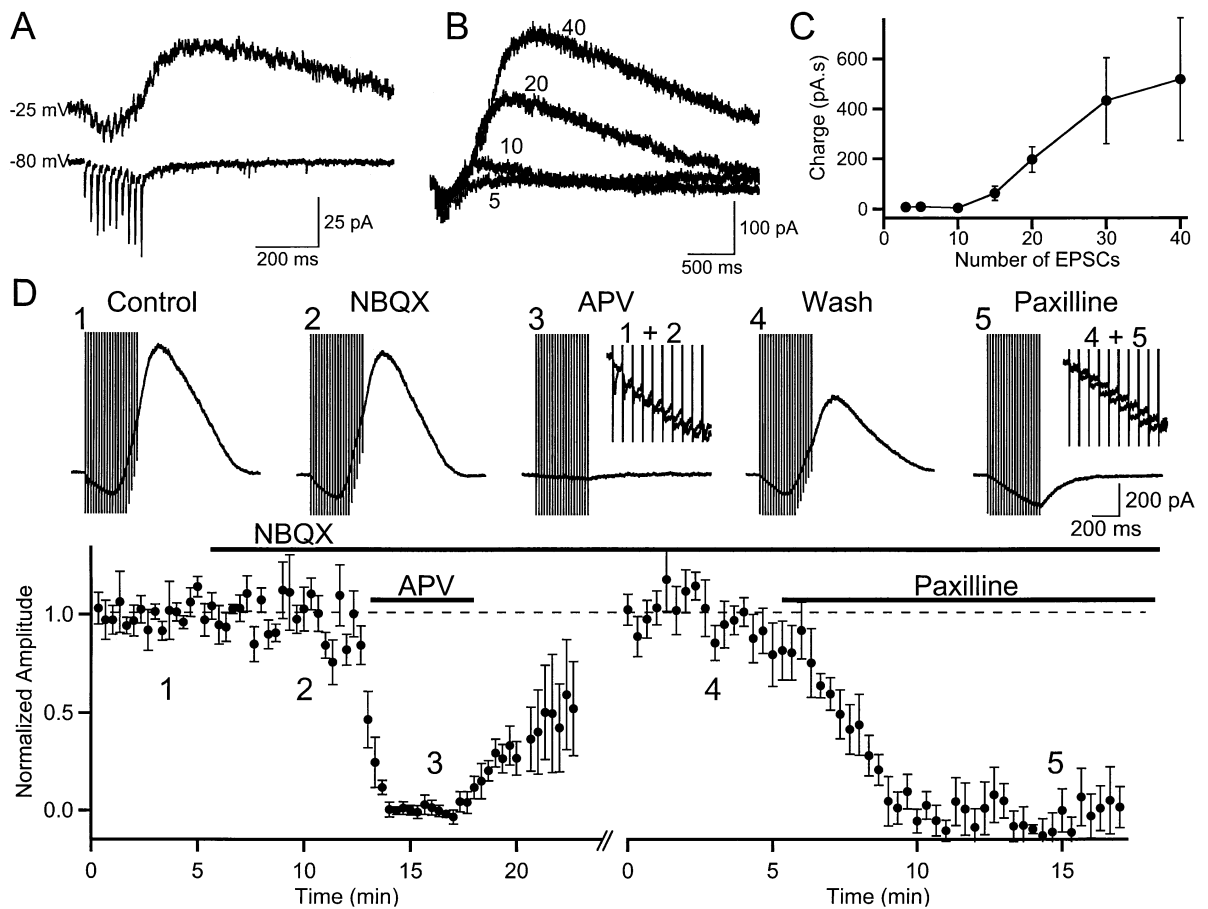 A
-25 mV
-80 mV
25 pA
200 ms
B
40
20
10
5
100 pA
500 ms
C
Charge (pA.s)
600
400
200
0
0 10 20 30 40
Number of EPSCs
D
Control NBQX APV Wash Paxilline
1 2 3 4 5
1 + 2 4 + 5
200 pA
200 ms
NBQX
APV Paxilline
Normalized Amplitude
1.0
0.5
0.0
1 2 3 4 5
0 5 10 15 20 // 0 5 10 15
Time (min) Time (min)